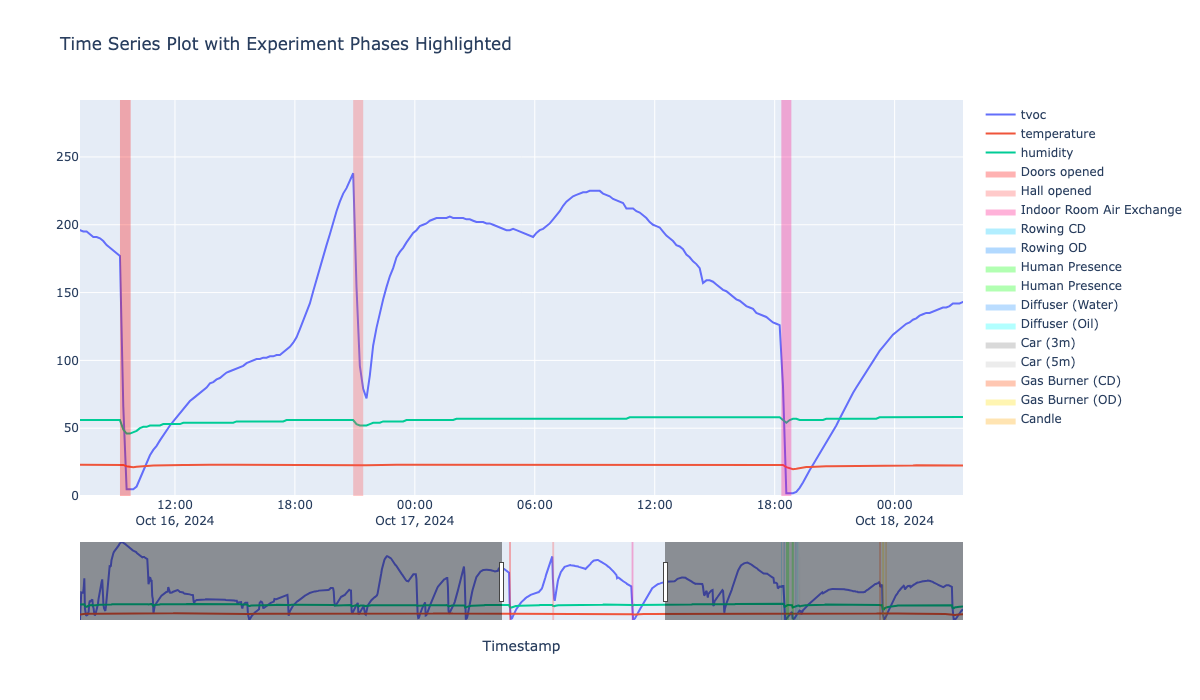 Time Series Plot with Experiment Phases Highlighted
250
200
150
100
50
0
12:00
Oct 16, 2024
18:00
00:00
Oct 17, 2024
06:00
12:00
18:00
00:00
Oct 18, 2024
Timestamp
tvoc
temperature
humidity
Doors opened
Hall opened
Indoor Room Air Exchange
Rowing CD
Rowing OD
Human Presence
Human Presence
Diffuser (Water)
Diffuser (Oil)
Car (3m)
Car (5m)
Gas Burner (CD)
Gas Burner (OD)
Candle